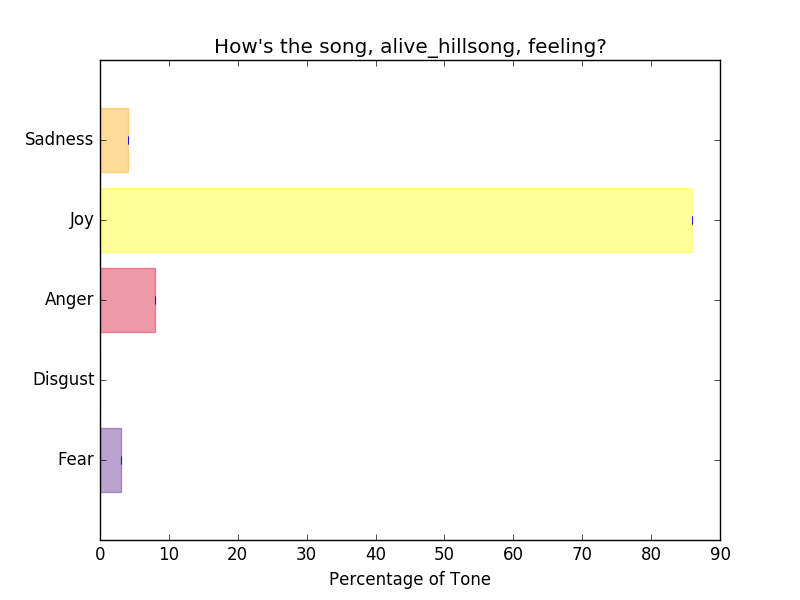 How's the song, alive_hillsong, feeling?
Sadness
Joy
Anger
Disgust
Fear
0 10 20 30 40 50 60 70 80 90
Percentage of Tone